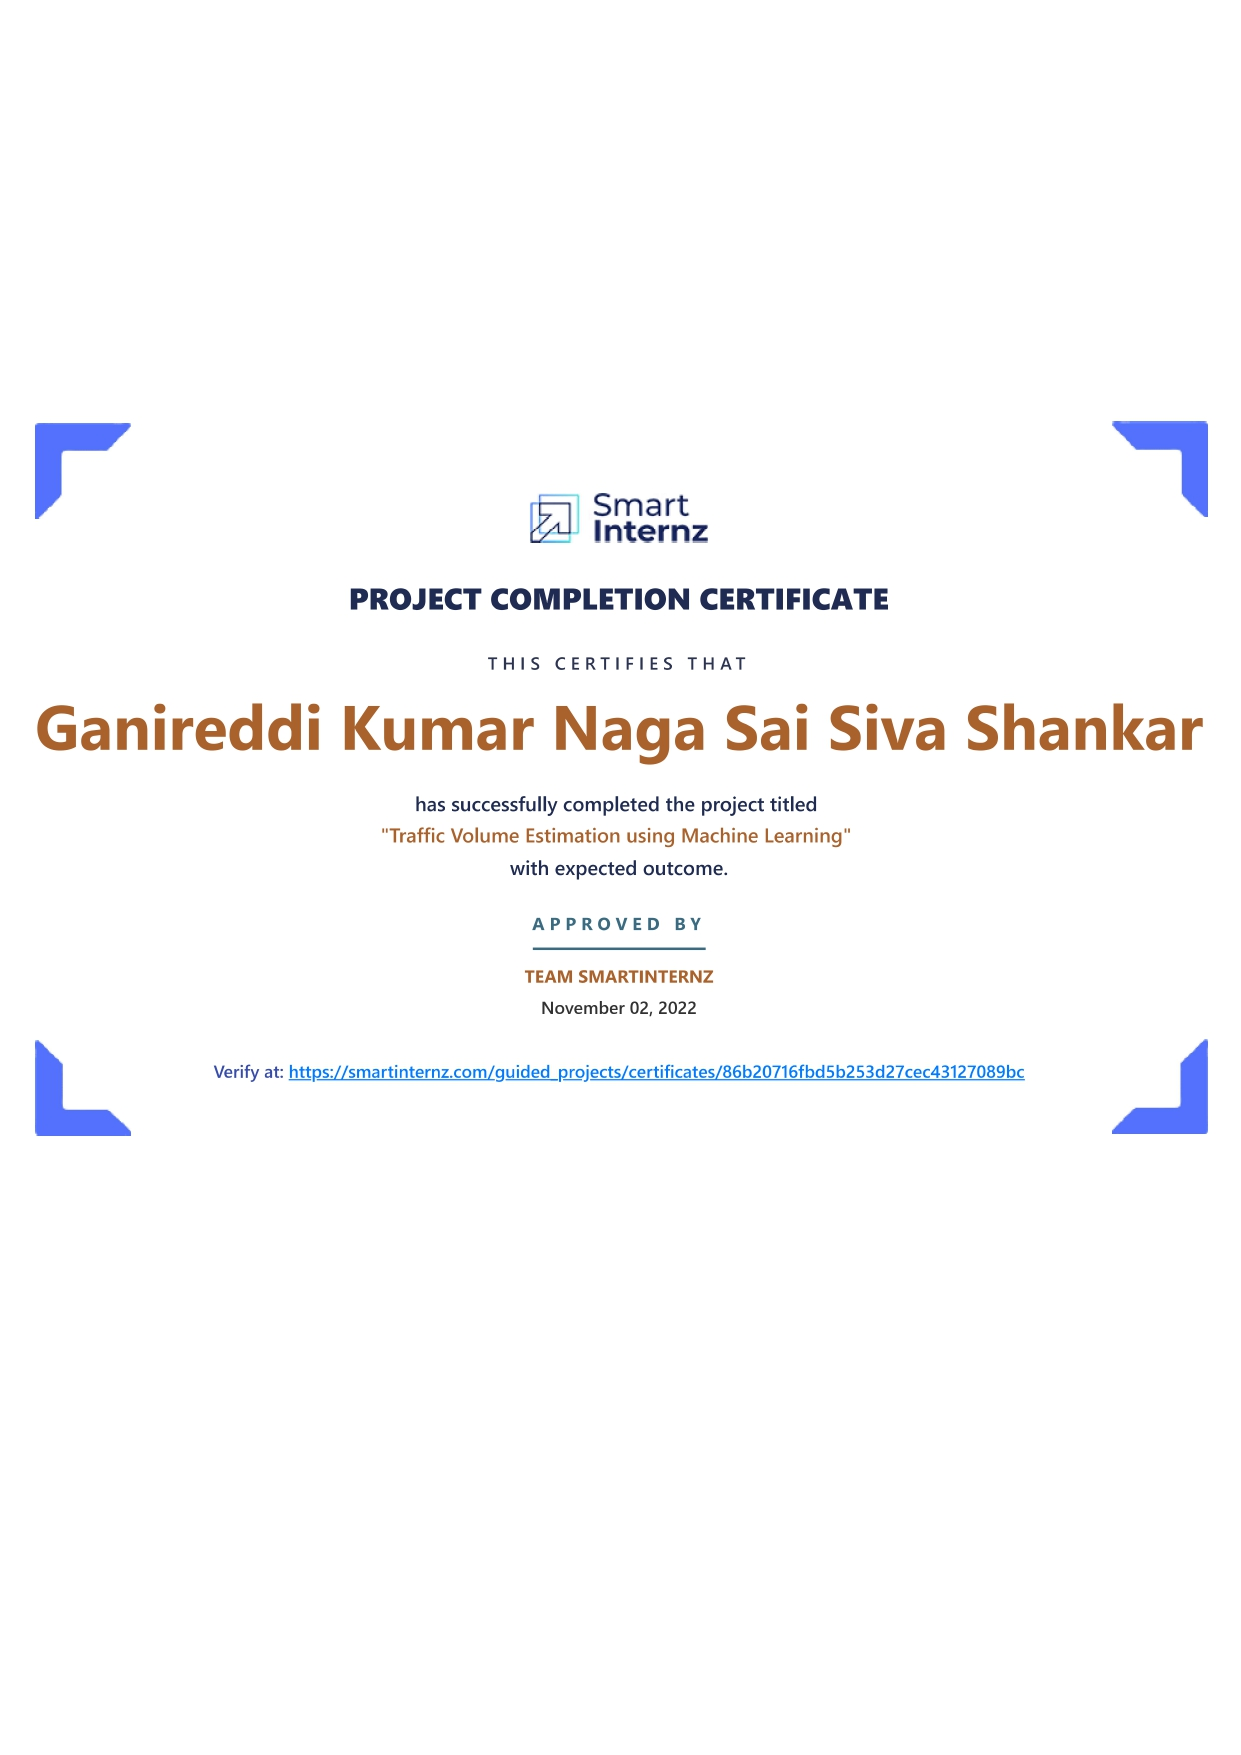 Smart
Internz
PROJECT COMPLETION CERTIFICATE
THIS CERTIFIES THAT
Ganireddi Kumar Naga Sai Siva Shankar
has successfully completed the project titled
"Traffic Volume Estimation using Machine Learning"
with expected outcome.
APPROVED BY
TEAM SMARTINTERNZ
November 02, 2022
Verify at: https://smartinternz.com/guided_projects/certificates/86b20716fbd5b253d27cec43127089bc